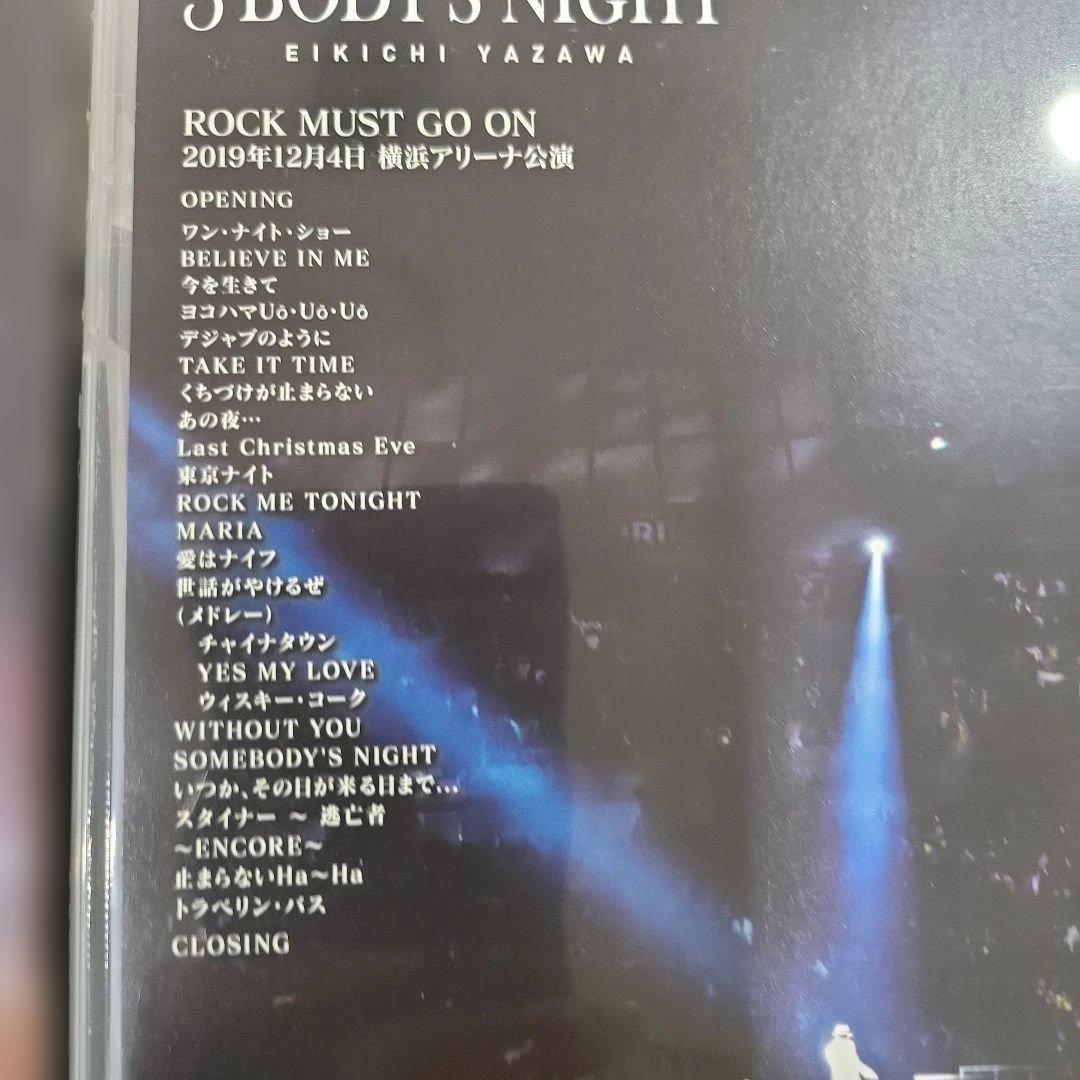 3 BODY'S NIGHT
EIKICHI YAZAWA
ROCK MUST GO ON
2019年12月4日 横浜アリーナ公演
OPENING
ワン・ナイト・ショー
BELIEVE IN ME
今を生きて
ヨコハマUo・Uo・Uo
デジャブのように
TAKE IT TIME
くちづけが止まらない
あの夜…
Last Christmas Eve
東京ナイト
ROCK ME TONIGHT
MARIA
愛はナイフ
世話がやけるぜ
(メドレー)
チャイナタウン
YES MY LOVE
ウィスキー・コーク
WITHOUT YOU
SOMEBODY'S NIGHT
いつか、その日が来る日まで...
スタイナー ～ 逃亡者
～ENCORE～
止まらないHa～Ha
トラベリン・バス
CLOSING